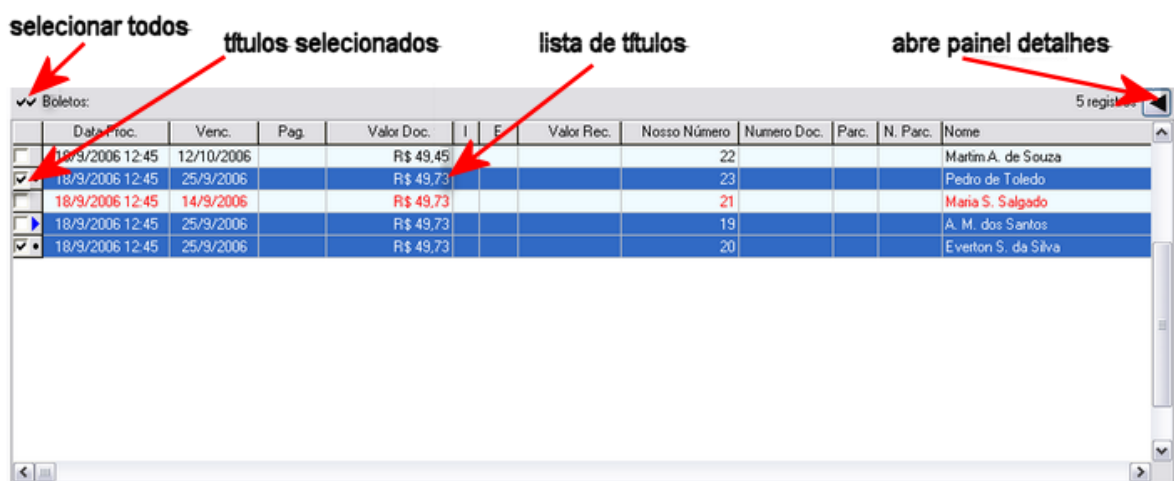 selecionar todos
títulos selecionados
lista de títulos
abre painel detalhes
Boletos:
5 registros
Data Proc. Venc. Pag. Valor Doc. I E Valor Rec. Nosso Número Numero Doc. Parc. N. Parc. Nome
18/9/2006 12:45 12/10/2006 R$ 49,45 22 Martim A. de Souza
18/9/2006 12:45 25/9/2006 R$ 49,73 23 Pedro de Toledo
18/9/2006 12:45 14/9/2006 R$ 49,73 21 Maria S. Salgado
18/9/2006 12:45 25/9/2006 R$ 49,73 19 A. M. dos Santos
18/9/2006 12:45 25/9/2006 R$ 49,73 20 Everton S. da Silva